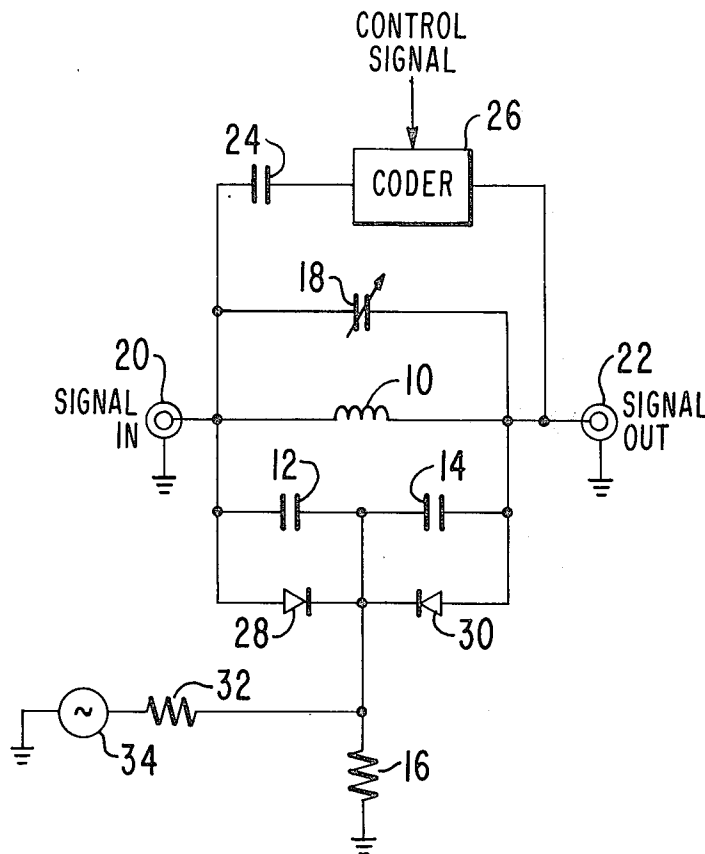 CONTROL
SIGNAL
24
26
CODER
18
20
10
22
SIGNAL
IN
SIGNAL
OUT
12
14
28
30
32
~
34
16